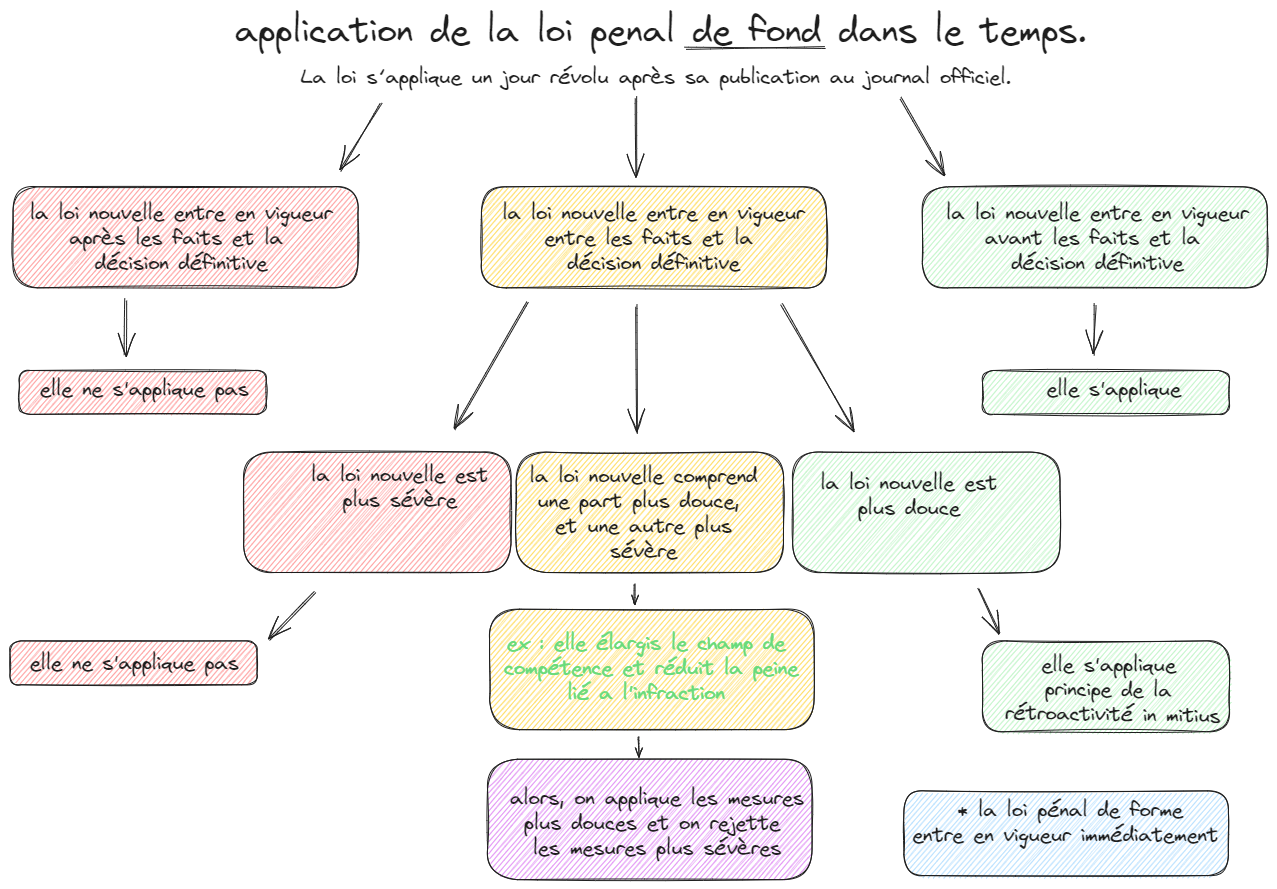 application de la loi penal de fond dans le temps.
La loi s'applique un jour révolu après sa publication au journal officiel.
la loi nouvelle entre en vigueur
après les faits et la
décision définitive
la loi nouvelle entre en vigueur
entre les faits et la
décision définitive
la loi nouvelle entre en vigueur
avant les faits et la
décision définitive
elle ne s'applique pas
elle s'applique
la loi nouvelle est
plus sévère
la loi nouvelle comprend
une part plus douce,
et une autre plus
sévère
la loi nouvelle est
plus douce
elle ne s'applique pas
ex : elle élargis le champ de
compétence et réduit la peine
lié a l'infraction
elle s'applique
principe de la
rétroactivité in mitius
alors, on applique les mesures
plus douces et on rejette
les mesures plus sévères
* la loi pénal de forme
entre en vigueur immédiatement